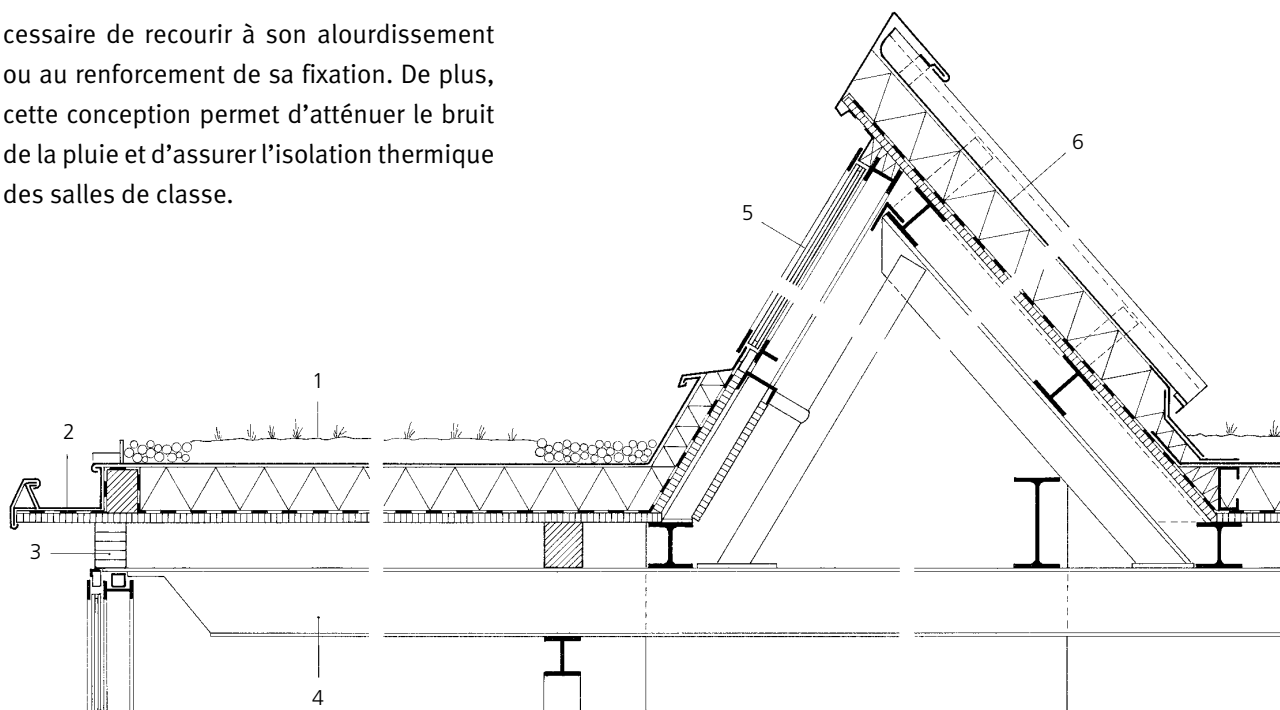 cessaire de recourir à son alourdissement
ou au renforcement de sa fixation. De plus,
cette conception permet d’atténuer le bruit
de la pluie et d’assurer l’isolation thermique
des salles de classe.
6
5
1
2
3
4